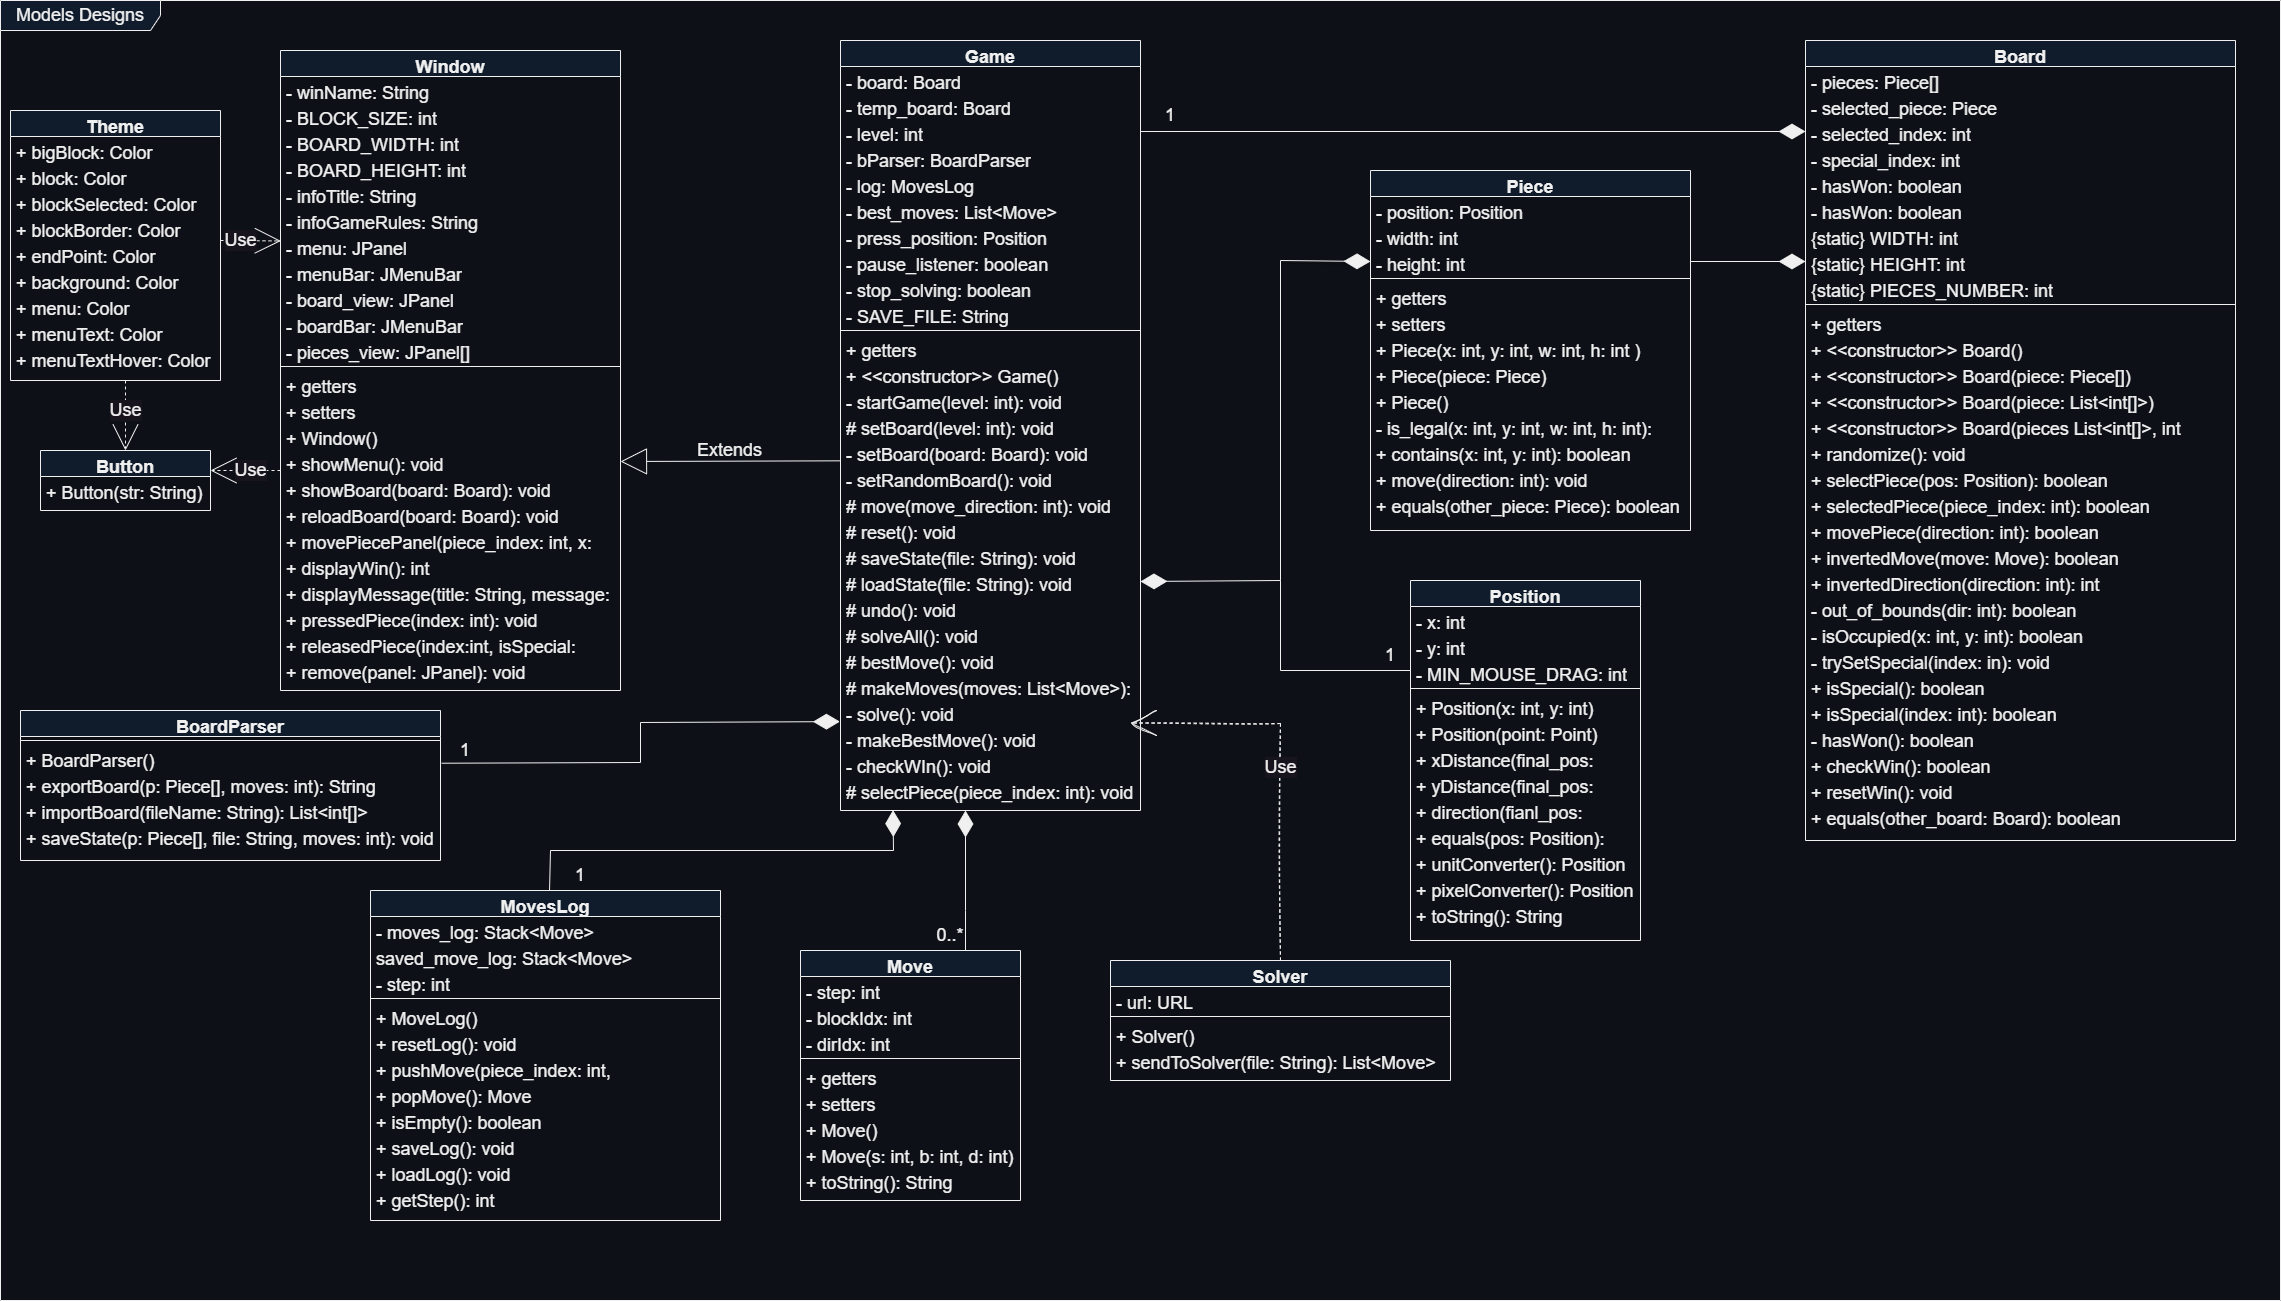 Models Designs
Theme
+ bigBlock: Color
+ block: Color
+ blockSelected: Color
+ blockBorder: Color
+ endPoint: Color
+ background: Color
+ menu: Color
+ menuText: Color
+ menuTextHover: Color
Use
Use
Button
+ Button(str: String)
Use
Window
- winName: String
- BLOCK_SIZE: int
- BOARD_WIDTH: int
- BOARD_HEIGHT: int
- infoTitle: String
- infoGameRules: String
- menu: JPanel
- menuBar: JMenuBar
- board_view: JPanel
- boardBar: JMenuBar
- pieces_view: JPanel[]
+ getters
+ setters
+ Window()
+ showMenu(): void
+ showBoard(board: Board): void
+ reloadBoard(board: Board): void
+ movePiecePanel(piece_index: int, x:
+ displayWin(): int
+ displayMessage(title: String, message:
+ pressedPiece(index: int): void
+ releasedPiece(index:int, isSpecial:
+ remove(panel: JPanel): void
Extends
Game
- board: Board
- temp_board: Board
- level: int
- bParser: BoardParser
- log: MovesLog
- best_moves: List<Move>
- press_position: Position
- pause_listener: boolean
- stop_solving: boolean
- SAVE_FILE: String
+ getters
+ <<constructor>> Game()
- startGame(level: int): void
# setBoard(level: int): void
- setBoard(board: Board): void
- setRandomBoard(): void
# move(move_direction: int): void
# reset(): void
# saveState(file: String): void
# loadState(file: String): void
# undo(): void
# solveAll(): void
# bestMove(): void
# makeMoves(moves: List<Move>):
- solve(): void
- makeBestMove(): void
- checkWIn(): void
# selectPiece(piece_index: int): void
1
Piece
- position: Position
- width: int
- height: int
+ getters
+ setters
+ Piece(x: int, y: int, w: int, h: int )
+ Piece(piece: Piece)
+ Piece()
- is_legal(x: int, y: int, w: int, h: int):
+ contains(x: int, y: int): boolean
+ move(direction: int): void
+ equals(other_piece: Piece): boolean
Board
- pieces: Piece[]
- selected_piece: Piece
- selected_index: int
- special_index: int
- hasWon: boolean
- hasWon: boolean
{static} WIDTH: int
{static} HEIGHT: int
{static} PIECES_NUMBER: int
+ getters
+ <<constructor>> Board()
+ <<constructor>> Board(piece: Piece[])
+ <<constructor>> Board(piece: List<int[]>)
+ <<constructor>> Board(pieces List<int[]>, int
+ randomize(): void
+ selectPiece(pos: Position): boolean
+ selectedPiece(piece_index: int): boolean
+ movePiece(direction: int): boolean
+ invertedMove(move: Move): boolean
+ invertedDirection(direction: int): int
- out_of_bounds(dir: int): boolean
- isOccupied(x: int, y: int): boolean
- trySetSpecial(index: in): void
+ isSpecial(): boolean
+ isSpecial(index: int): boolean
- hasWon(): boolean
+ checkWin(): boolean
+ resetWin(): void
+ equals(other_board: Board): boolean
1
Position
- x: int
- y: int
- MIN_MOUSE_DRAG: int
+ Position(x: int, y: int)
+ Position(point: Point)
+ xDistance(final_pos:
+ yDistance(final_pos:
+ direction(fianl_pos:
+ equals(pos: Position):
+ unitConverter(): Position
+ pixelConverter(): Position
+ toString(): String
BoardParser
+ BoardParser()
+ exportBoard(p: Piece[], moves: int): String
+ importBoard(fileName: String): List<int[]>
+ saveState(p: Piece[], file: String, moves: int): void
1
1
MovesLog
- moves_log: Stack<Move>
saved_move_log: Stack<Move>
- step: int
+ MoveLog()
+ resetLog(): void
+ pushMove(piece_index: int,
+ popMove(): Move
+ isEmpty(): boolean
+ saveLog(): void
+ loadLog(): void
+ getStep(): int
0..*
Move
- step: int
- blockIdx: int
- dirIdx: int
+ getters
+ setters
+ Move()
+ Move(s: int, b: int, d: int)
+ toString(): String
Use
Solver
- url: URL
+ Solver()
+ sendToSolver(file: String): List<Move>